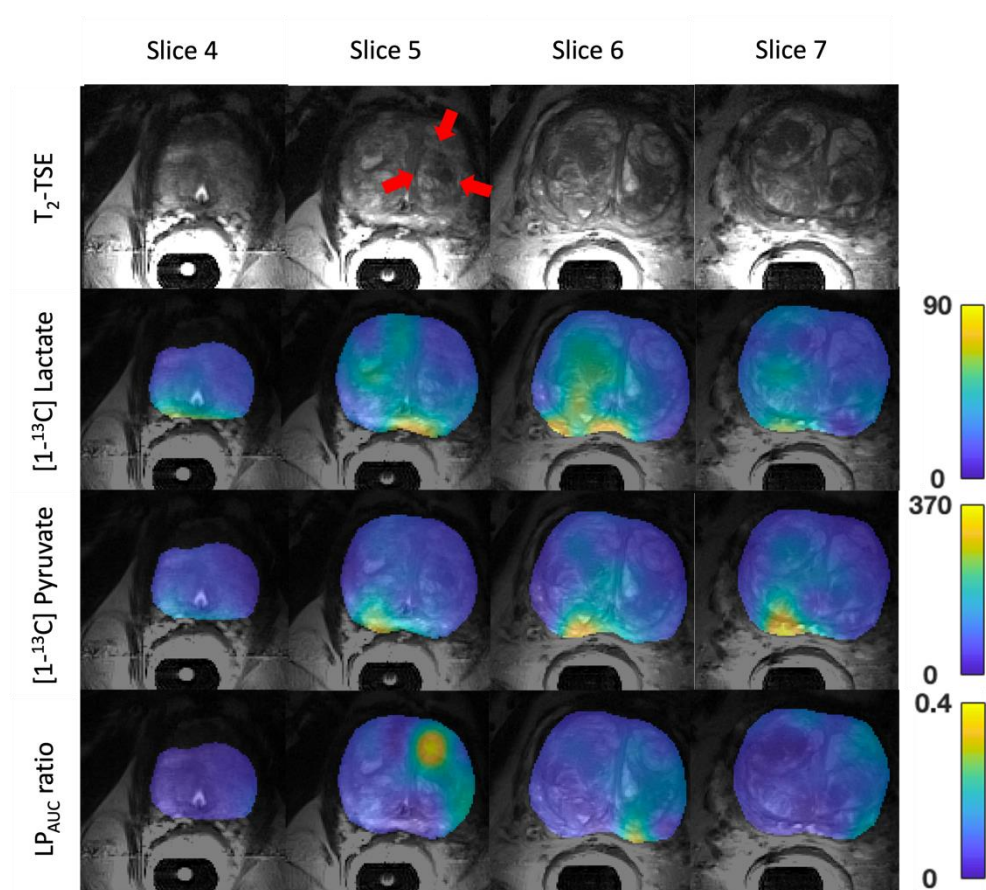 Slice 4 Slice 5 Slice 6 Slice 7
T₂-TSE
[1-¹³C] Lactate
90
0
[1-¹³C] Pyruvate
370
0
LP_AUC ratio
0.4
0